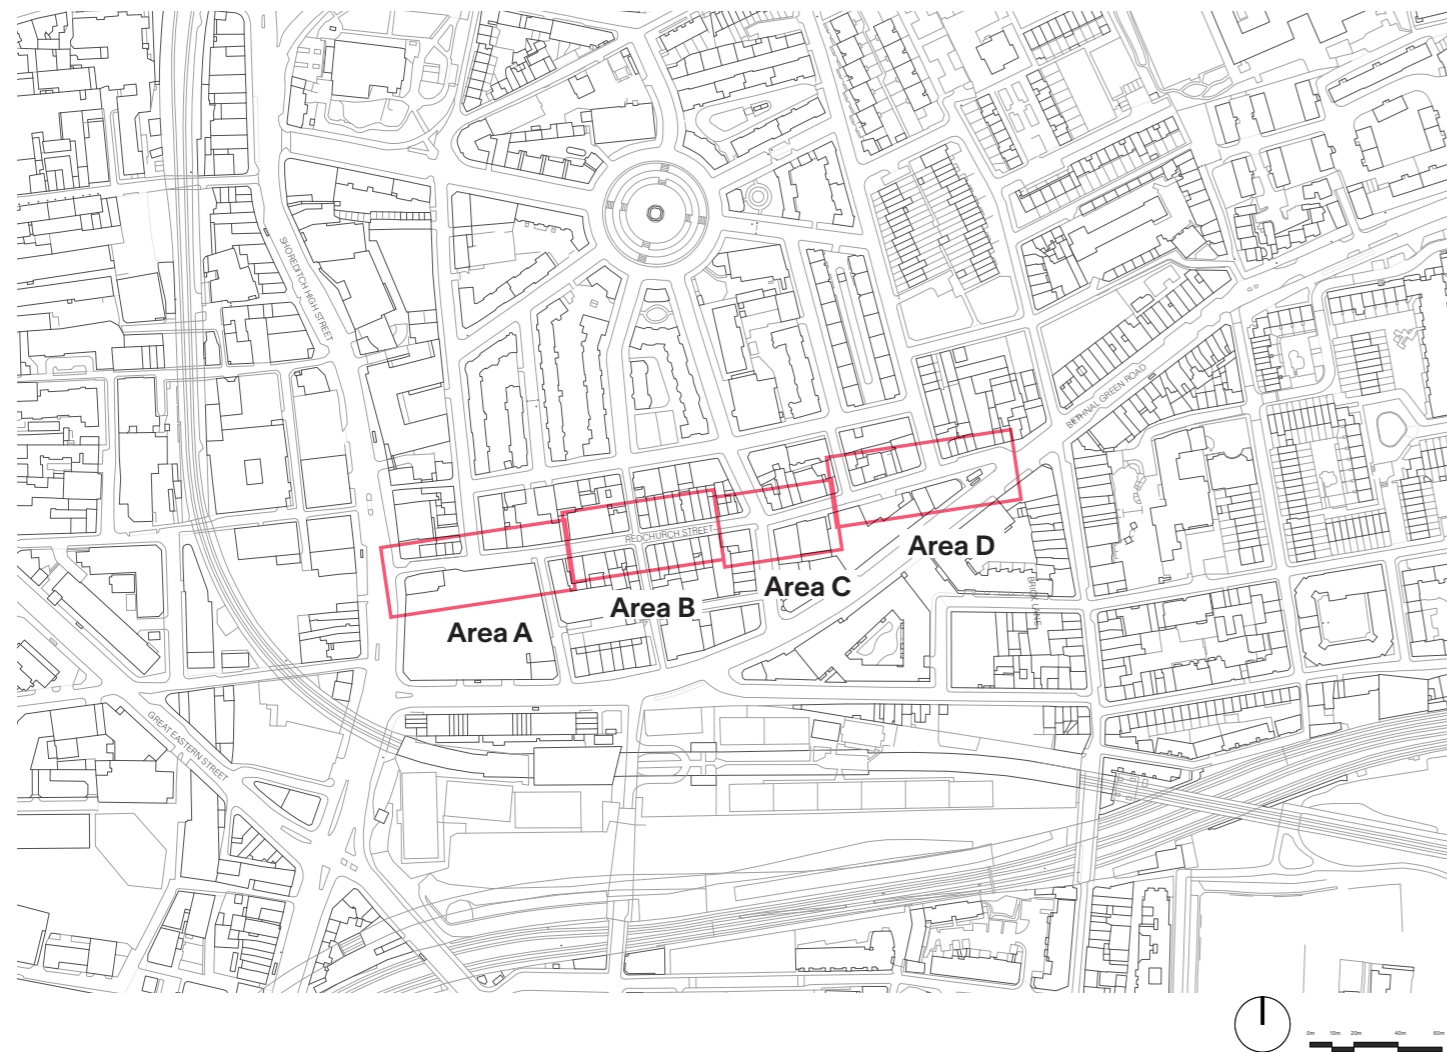 SHOREDITCH HIGH STREET
BETHNAL GREEN ROAD
REDCHURCH STREET
Area D
Area C
Area B
BRICK LANE
Area A
GREAT EASTERN STREET
0m 10m 20m 40m 60m